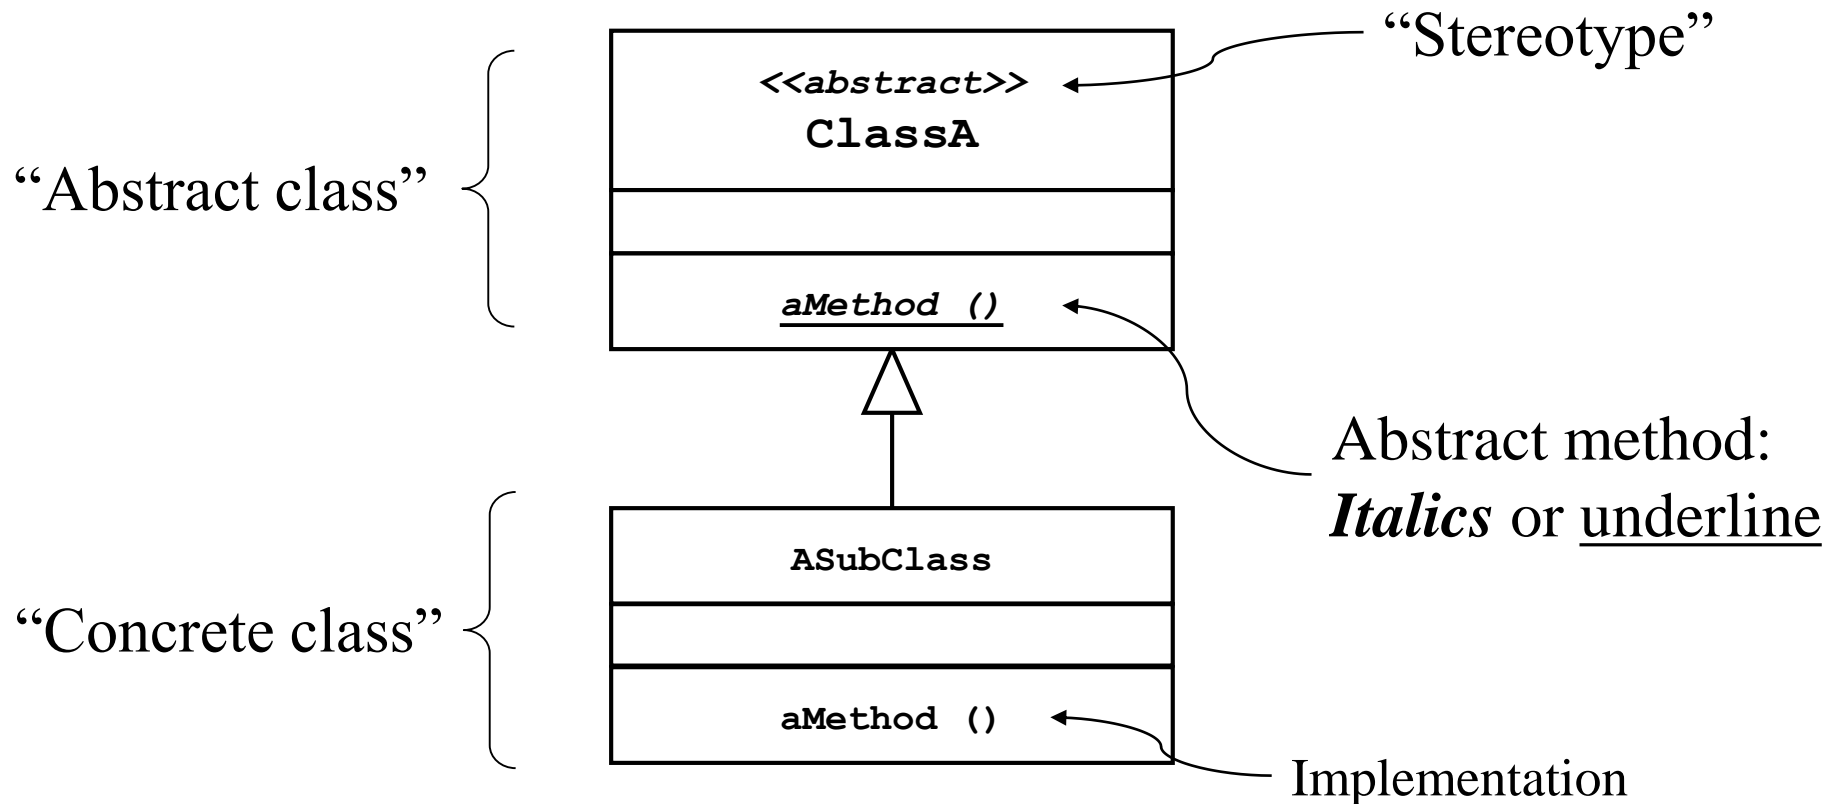 “Stereotype”
<<abstract>>
ClassA
“Abstract class”
aMethod ()
Abstract method:
Italics or underline
ASubClass
“Concrete class”
aMethod ()
Implementation